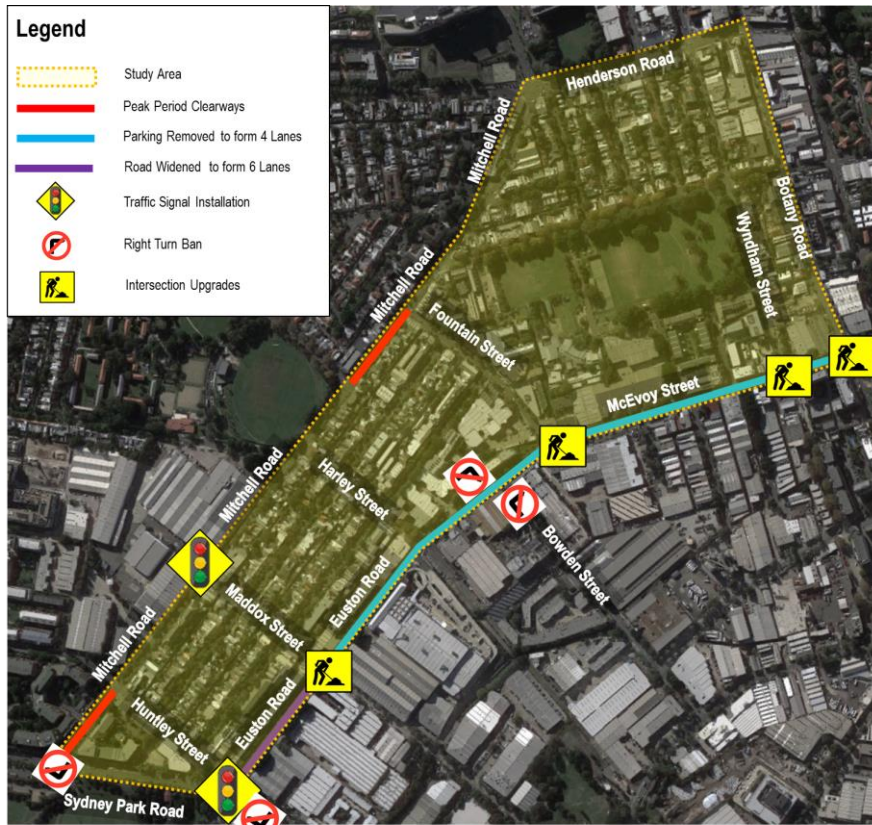 Legend
Study Area
Peak Period Clearways
Parking Removed to form 4 Lanes
Road Widened to form 6 Lanes
Traffic Signal Installation
Right Turn Ban
Intersection Upgrades
Henderson Road
Mitchell Road
Botany Road
Wyndham Street
Mitchell Road
Fountain Street
McEvoy Street
Mitchell Road
Harley Street
Bowden Street
Euston Road
Maddox Street
Mitchell Road
Euston Road
Huntley Street
Sydney Park Road